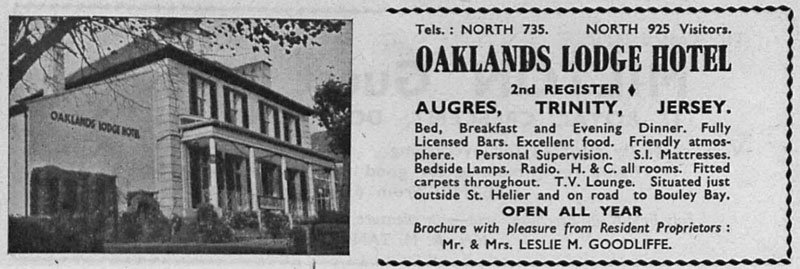 OAKLANDS LODGE HOTEL
Tels.: NORTH 735. NORTH 925 Visitors.
OAKLANDS LODGE HOTEL
2nd REGISTER ♦
AUGRES, TRINITY, JERSEY.
Bed, Breakfast and Evening Dinner. Fully
Licensed Bars. Excellent food. Friendly atmos-
phere. Personal Supervision. S.I. Mattresses.
Bedside Lamps. Radio. H. & C. all rooms. Fitted
carpets throughout. T.V. Lounge. Situated just
outside St. Helier and on road to Bouley Bay.
OPEN ALL YEAR
Brochure with pleasure from Resident Proprietors:
Mr. & Mrs. LESLIE M. GOODLIFFE.